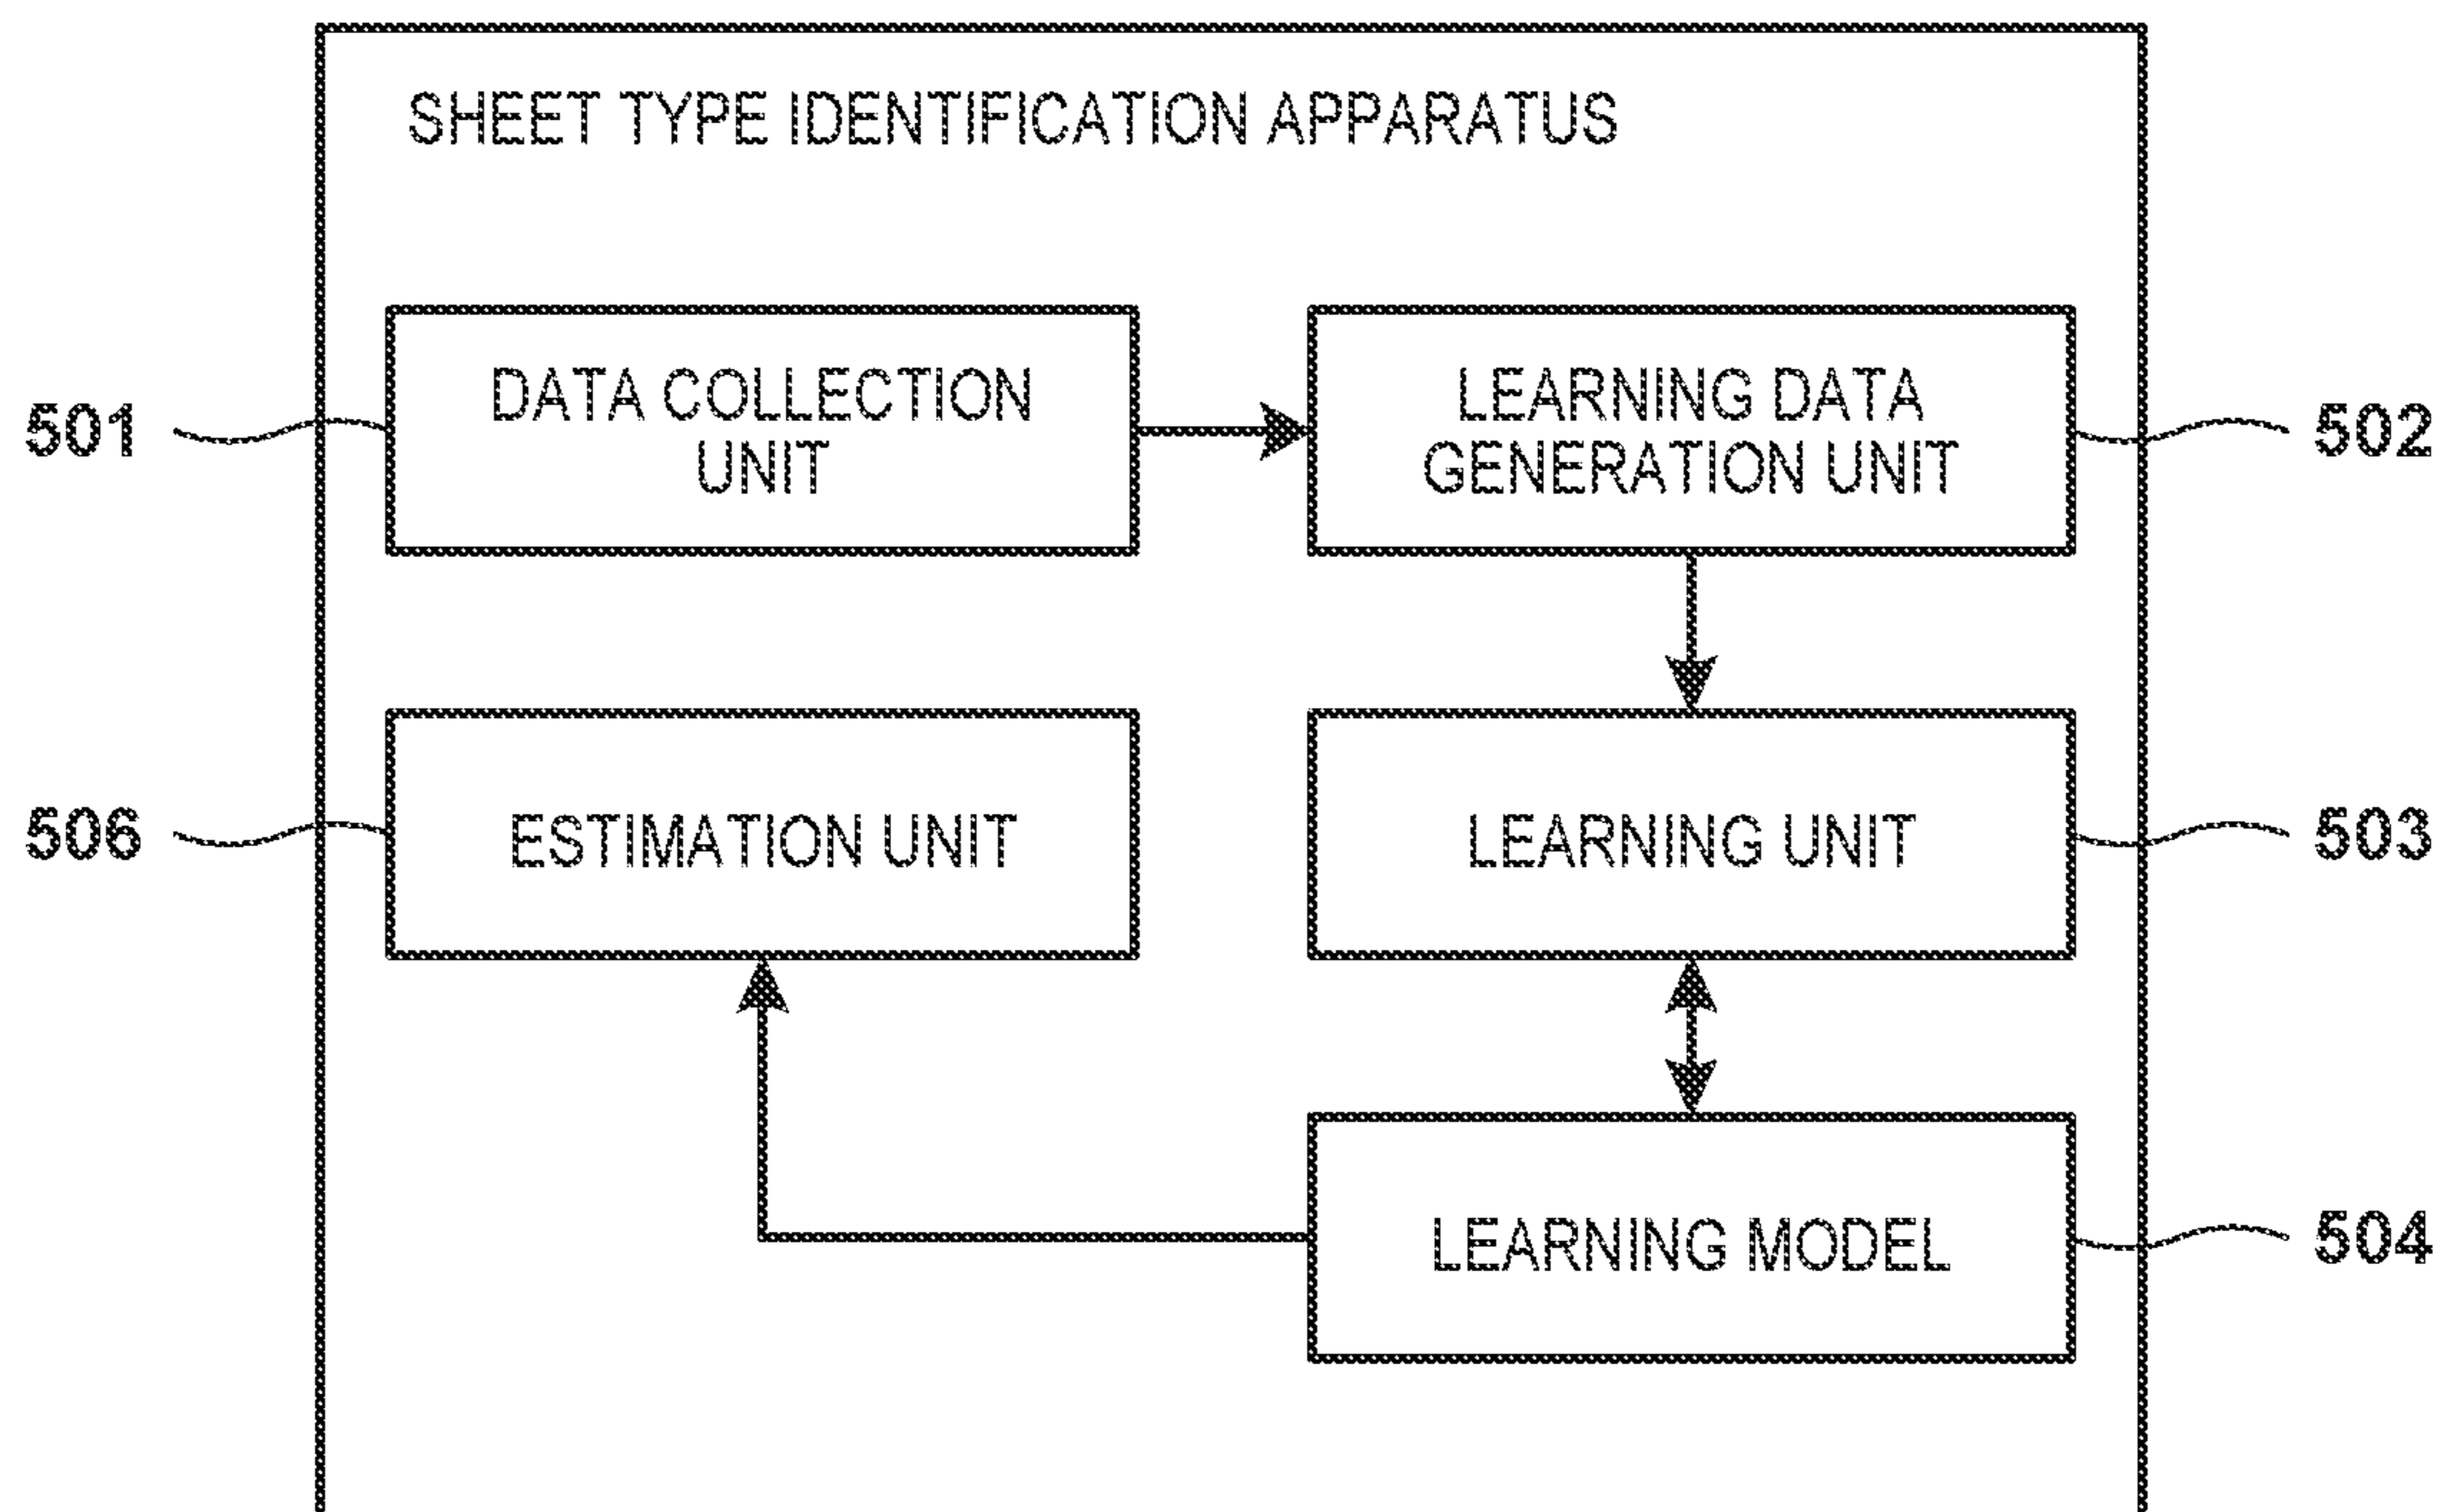 SHEET TYPE IDENTIFICATION APPARATUS
501
DATA COLLECTION
UNIT
LEARNING DATA
GENERATION UNIT
502
506
ESTIMATION UNIT
LEARNING UNIT
503
LEARNING MODEL
504